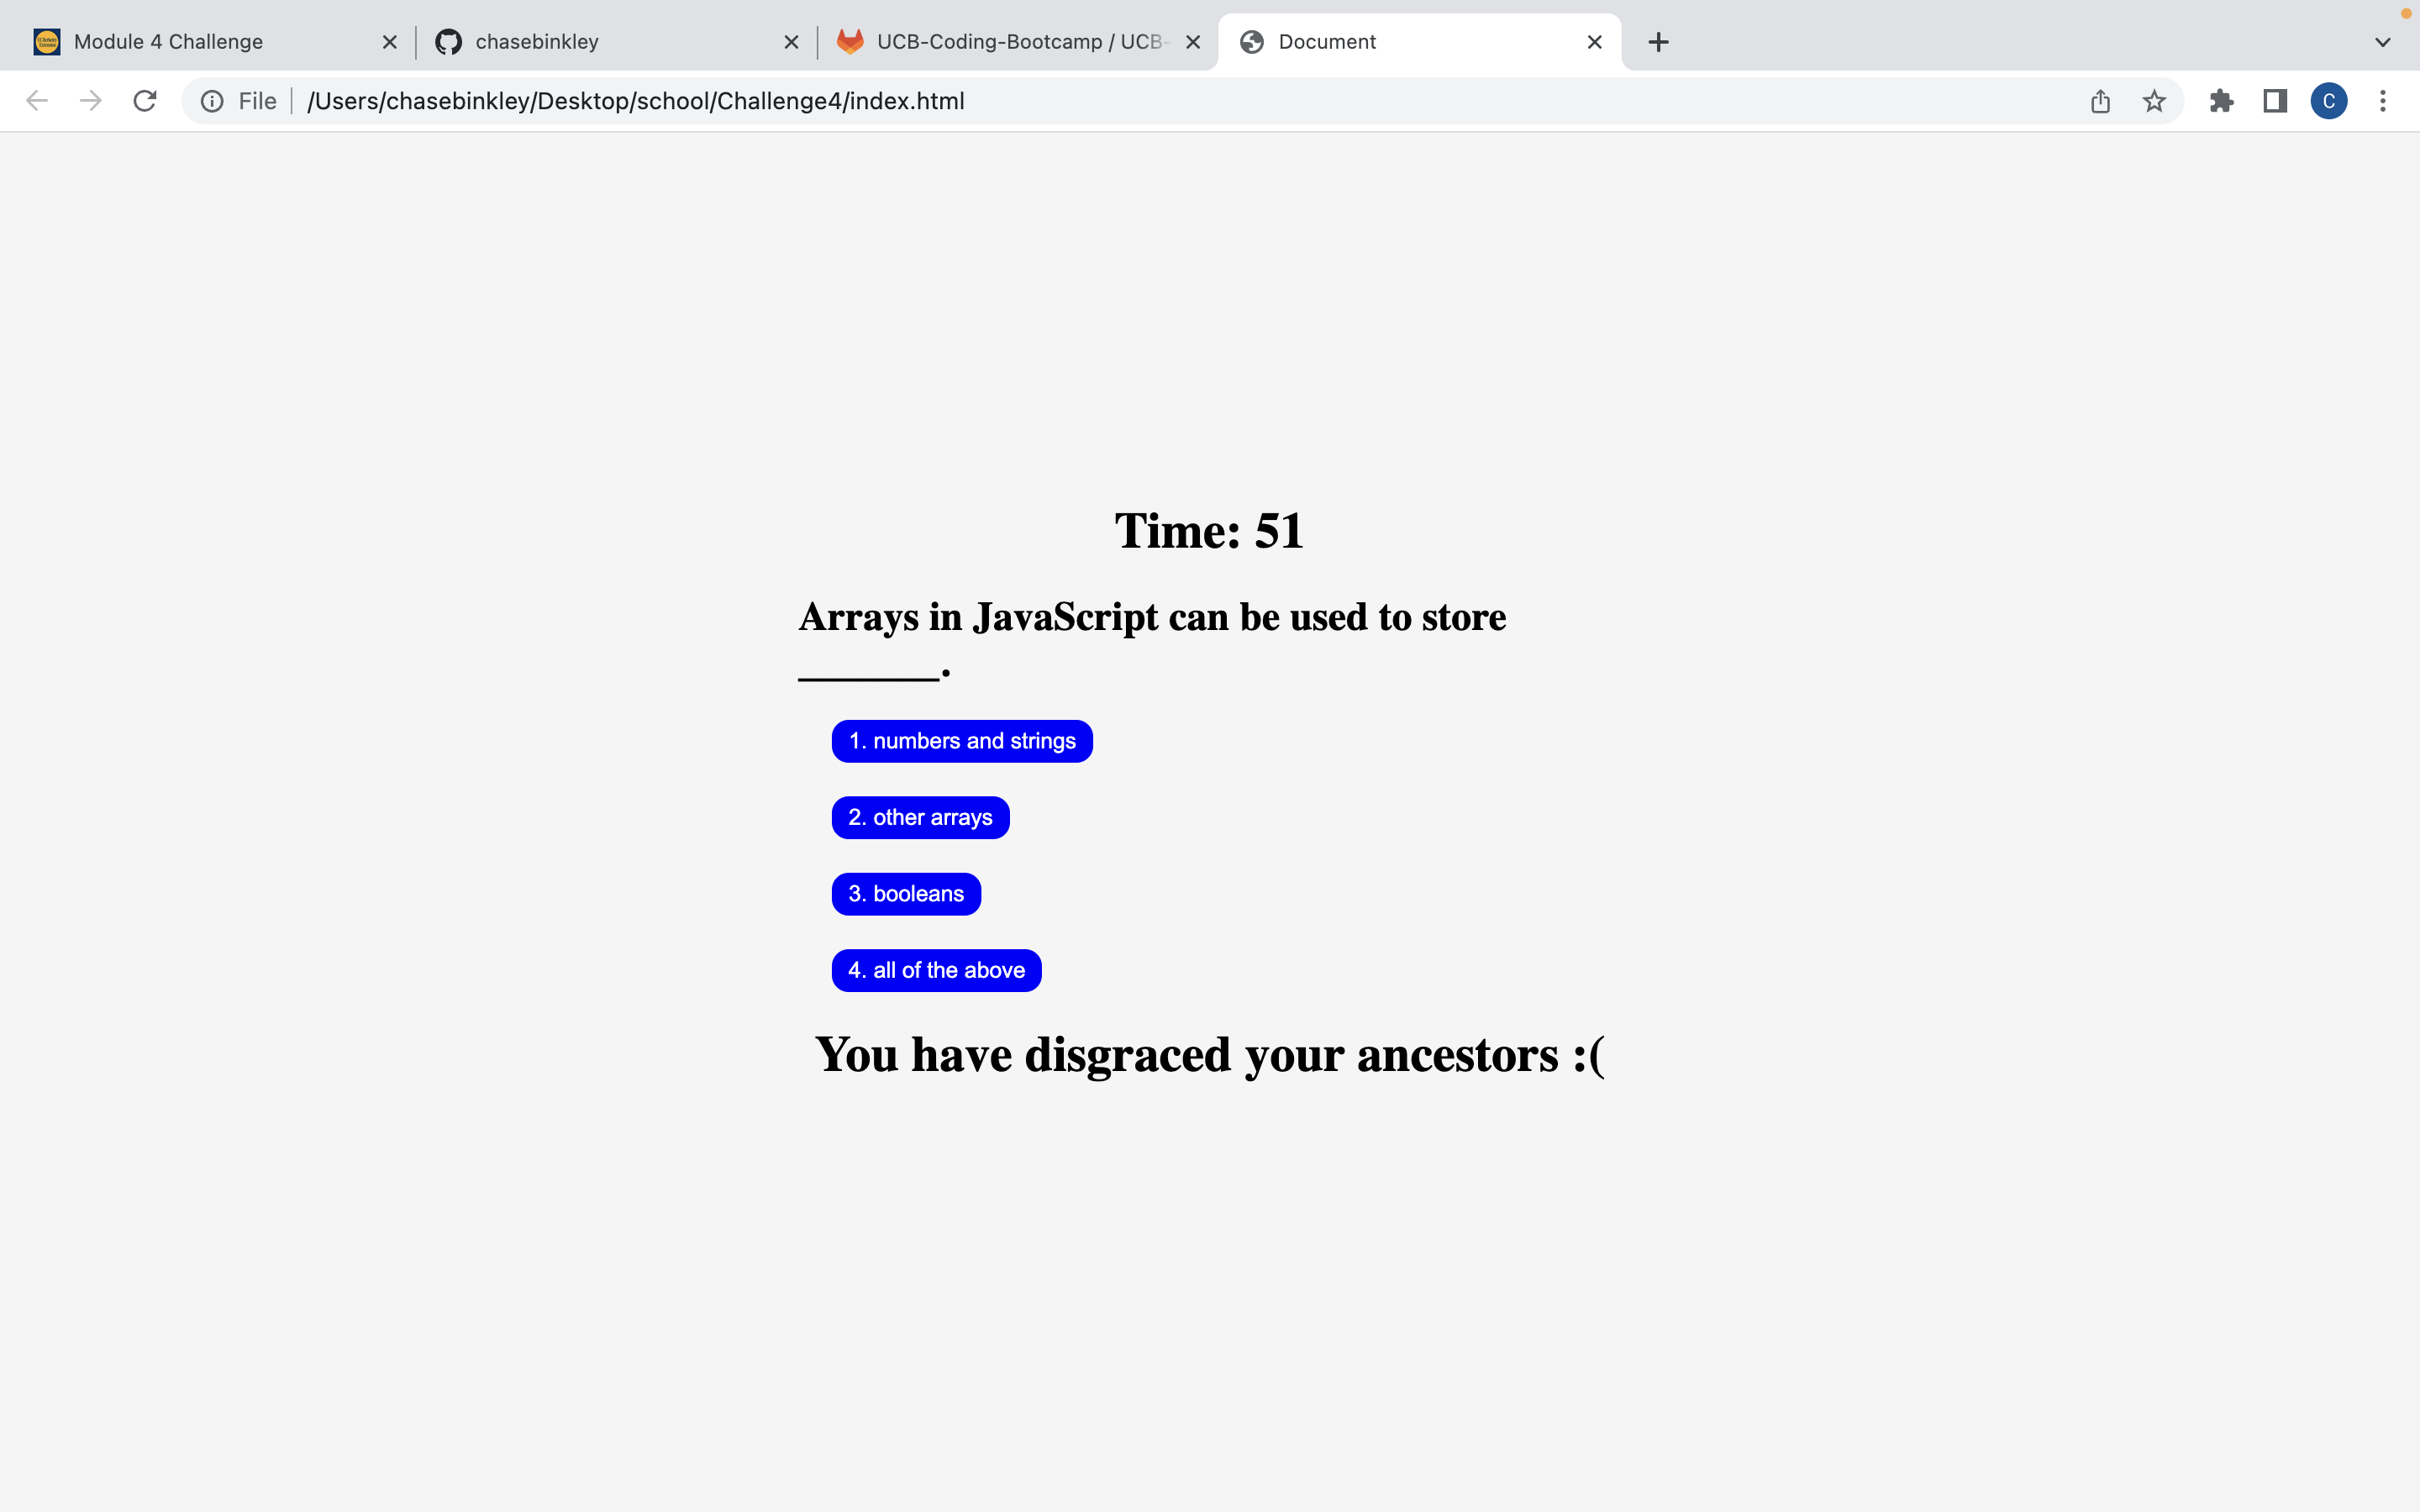 Module 4 Challenge
chasebinkley
UCB-Coding-Bootcamp / UCB-
Document
File
/Users/chasebinkley/Desktop/school/Challenge4/index.html
C
Time: 51
Arrays in JavaScript can be used to store
_______.
1. numbers and strings
2. other arrays
3. booleans
4. all of the above
You have disgraced your ancestors :(